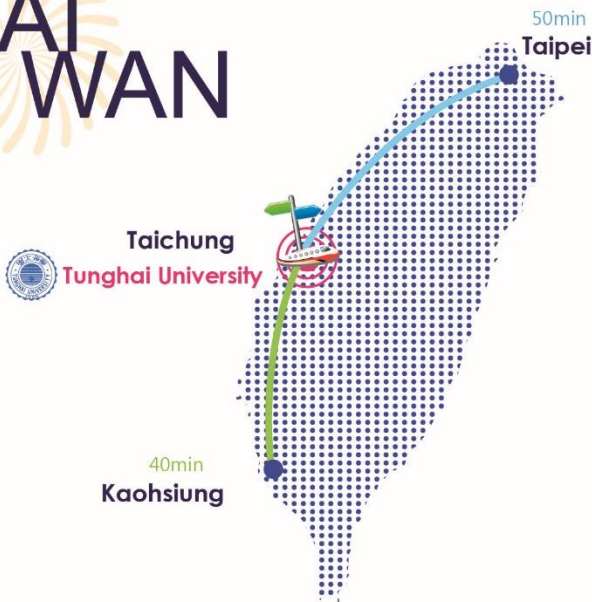 AI
WAN
50min
Taipei
Taichung
Tunghai University
40min
Kaohsiung